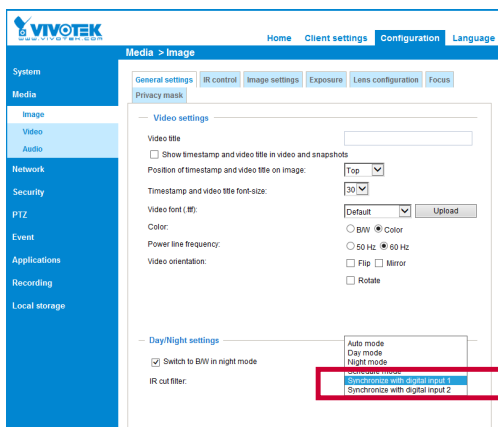 VIVOTEK
www.vivotek.com
Home Client settings Configuration Language
Media > Image
System
Media
Image
Video
Audio
Network
Security
PTZ
Event
Applications
Recording
Local storage
General settings IR control Image settings Exposure Lens configuration Focus
Privacy mask
Video settings
Video title
Show timestamp and video title in video and snapshots
Position of timestamp and video title on image: Top
Timestamp and video title font-size: 30
Video font (.ttf): Default Upload
Color: B/W Color
Power line frequency: 50 Hz 60 Hz
Video orientation: Flip Mirror
Rotate
Day/Night settings
Auto mode
Day mode
Switch to B/W in night mode Night mode
Schedule mode
IR cut filter: Synchronize with digital input 1
Synchronize with digital input 2